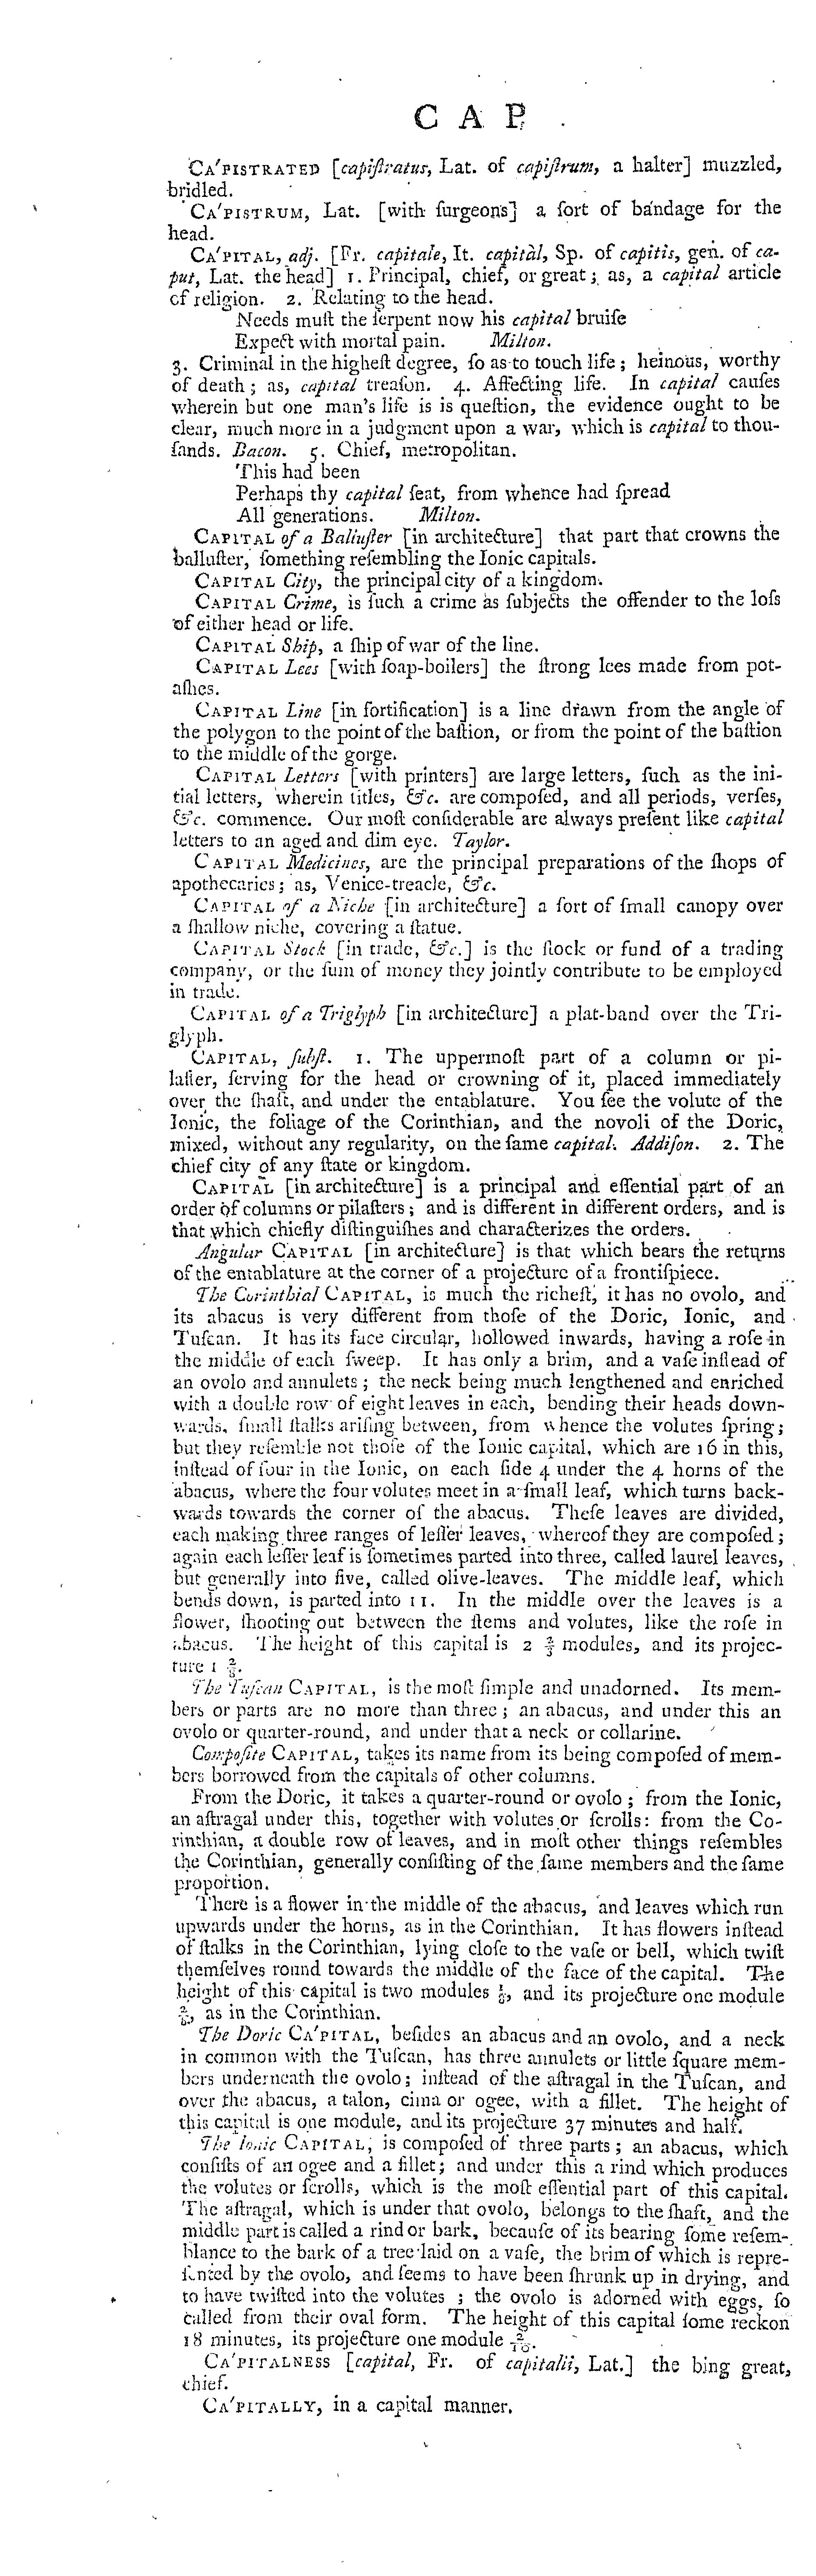 C A P
CA'PISTRATED [capiſtratus, Lat. of capiſtrum, a halter] muzzled,
bridled.
CA'PISTRUM, Lat. [with ſurgeons] a ſort of bandage for the
head.
CA'PITAL, adj. [Fr. capitale, It. capitàl, Sp. of capitis, gen. of ca-
put, Lat. the head] 1. Principal, chief, or great; as, a capital article
of religion. 2. Relating to the head.
Needs muſt the ſerpent now his capital bruiſe
Expect with mortal pain. Milton.
3. Criminal in the higheſt degree, ſo as to touch life; heinous, worthy
of death; as, capital treaſon. 4. Affecting life. In capital cauſes
wherein but one man's life is is queſtion, the evidence ought to be
clear, much more in a judgment upon a war, which is capital to thou-
ſands. Bacon. 5. Chief, metropolitan.
This had been
Perhaps thy capital ſeat, from whence had ſpread
All generations. Milton.
CAPITAL of a Baluſter [in architecture] that part that crowns the
balluſter, ſomething reſembling the Ionic capitals.
CAPITAL City, the principal city of a kingdom.
CAPITAL Crime, is ſuch a crime as ſubjects the offender to the loſs
of either head or life.
CAPITAL Ship, a ſhip of war of the line.
CAPITAL Lees [with ſoap-boilers] the ſtrong lees made from pot-
aſhes.
CAPITAL Line [in fortification] is a line drawn from the angle of
the polygon to the point of the baſtion, or from the point of the baſtion
to the middle of the gorge.
CAPITAL Letters [with printers] are large letters, ſuch as the ini-
tial letters, wherein titles, &c. are compoſed, and all periods, verſes,
&c. commence. Our moſt conſiderable are always preſent like capital
letters to an aged and dim eye. Taylor.
CAPITAL Medicines, are the principal preparations of the ſhops of
apothecaries; as, Venice-treacle, &c.
CAPITAL of a Niche [in architecture] a ſort of ſmall canopy over
a ſhallow niche, covering a ſtatue.
CAPITAL Stock [in trade, &c.] is the ſtock or fund of a trading
company, or the ſum of money they jointly contribute to be employed
in trade.
CAPITAL of a Triglyph [in architecture] a plat-band over the Tri-
glyph.
CAPITAL, ſubſt. 1. The uppermoſt part of a column or pi-
laſter, ſerving for the head or crowning of it, placed immediately
over the ſhaft, and under the entablature. You ſee the volute of the
Ionic, the foliage of the Corinthian, and the novoli of the Doric,
mixed, without any regularity, on the ſame capital. Addiſon. 2. The
chief city of any ſtate or kingdom.
CAPITAL [in architecture] is a principal and eſſential part of an
order of columns or pilaſters; and is different in different orders, and is
that which chiefly diſtinguiſhes and characterizes the orders.
Angular CAPITAL [in architecture] is that which bears the returns
of the entablature at the corner of a projecture of a frontiſpiece.
The Corinthial CAPITAL, is much the richeſt; it has no ovolo, and
its abacus is very different from thoſe of the Doric, Ionic, and
Tuſcan. It has its face circular, hollowed inwards, having a roſe in
the middle of each ſweep. It has only a brim, and a vaſe inſtead of
an ovolo and annulets; the neck being much lengthened and enriched
with a double row of eight leaves in each, bending their heads down-
wards, ſmall ſtalks ariſing between, from whence the volutes ſpring;
but they reſemble not thoſe of the Ionic capital, which are 16 in this,
inſtead of four in the Ionic, on each ſide 4 under the 4 horns of the
abacus, where the four volutes meet in a ſmall leaf, which turns back-
wards towards the corner of the abacus. Theſe leaves are divided,
each making three ranges of leſſer leaves, whereof they are compoſed;
again each leſſer leaf is ſometimes parted into three, called laurel leaves,
but generally into five, called olive-leaves. The middle leaf, which
bends down, is parted into 11. In the middle over the leaves is a
flower, ſhooting out between the ſtems and volutes, like the roſe in
abacus. The height of this capital is 2 ⅔ modules, and its projec-
ture 1
The Tuſcan CAPITAL, is the moſt ſimple and unadorned. Its mem-
bers or parts are no more than three; an abacus, and under this an
ovolo or quarter-round, and under that a neck or collarine.
Compoſite CAPITAL, takes its name from its being compoſed of mem-
bers borrowed from the capitals of other columns.
From the Doric, it takes a quarter-round or ovolo; from the Ionic,
an aſtragal under this, together with volutes or ſcrolls: from the Co-
rinthian, a double row of leaves, and in moſt other things reſembles
the Corinthian, generally conſiſting of the ſame members and the ſame
proportion.
There is a flower in the middle of the abacus, and leaves which run
upwards under the horns, as in the Corinthian. It has flowers inſtead
of ſtalks in the Corinthian, lying cloſe to the vaſe or bell, which twiſt
themſelves round towards the middle of the face of the capital. The
height of this capital is two modules and its projecture one module
as in the Corinthian.
The Doric CA'PITAL, beſides an abacus and an ovolo, and a neck
in common with the Tuſcan, has three annulets or little ſquare mem-
bers underneath the ovolo; inſtead of the aſtragal in the Tuſcan, and
over the abacus, a talon, cima or ogee, with a fillet. The height of
this capital is one module, and its projecture 37 minutes and half.
The Ionic CAPITAL, is compoſed of three parts; an abacus, which
conſiſts of an ogee and a fillet; and under this a rind which produces
the volutes or ſcrolls, which is the moſt eſſential part of this capital.
The aſtragal, which is under that ovolo, belongs to the ſhaft, and the
middle part is called a rind or bark, becauſe of its bearing ſome reſem-
blance to the bark of a tree laid on a vaſe, the brim of which is repre-
ſented by the ovolo, and ſeems to have been ſhrunk up in drying, and
to have twiſted into the volutes; the ovolo is adorned with eggs, ſo
called from their oval form. The height of this capital ſome reckon
18 minutes, its projecture one module 2/10.
CA'PITALNESS [capital, Fr. of capitalii, Lat.] the bing great,
chief.
CA'PITALLY, in a capital manner.